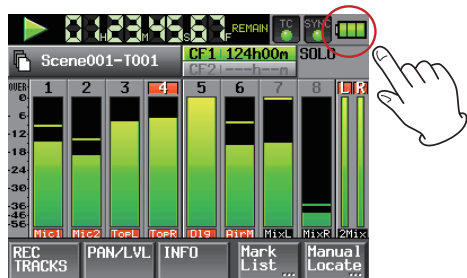 01H23M45S67F REMAIN TC SYNC
Scene001-T001 CF1 124h00m SOLO
CF2 ---h--m
OVER 1 2 3 4 5 6 7 8 L R
0
6
12
18
24
30
36
46
56
Mic1 Mic2 TopL TopR Dlg AirM MixL MixR 2Mix
REC TRACKS PAN/LVL INFO Mark List ... Manual Locate ...